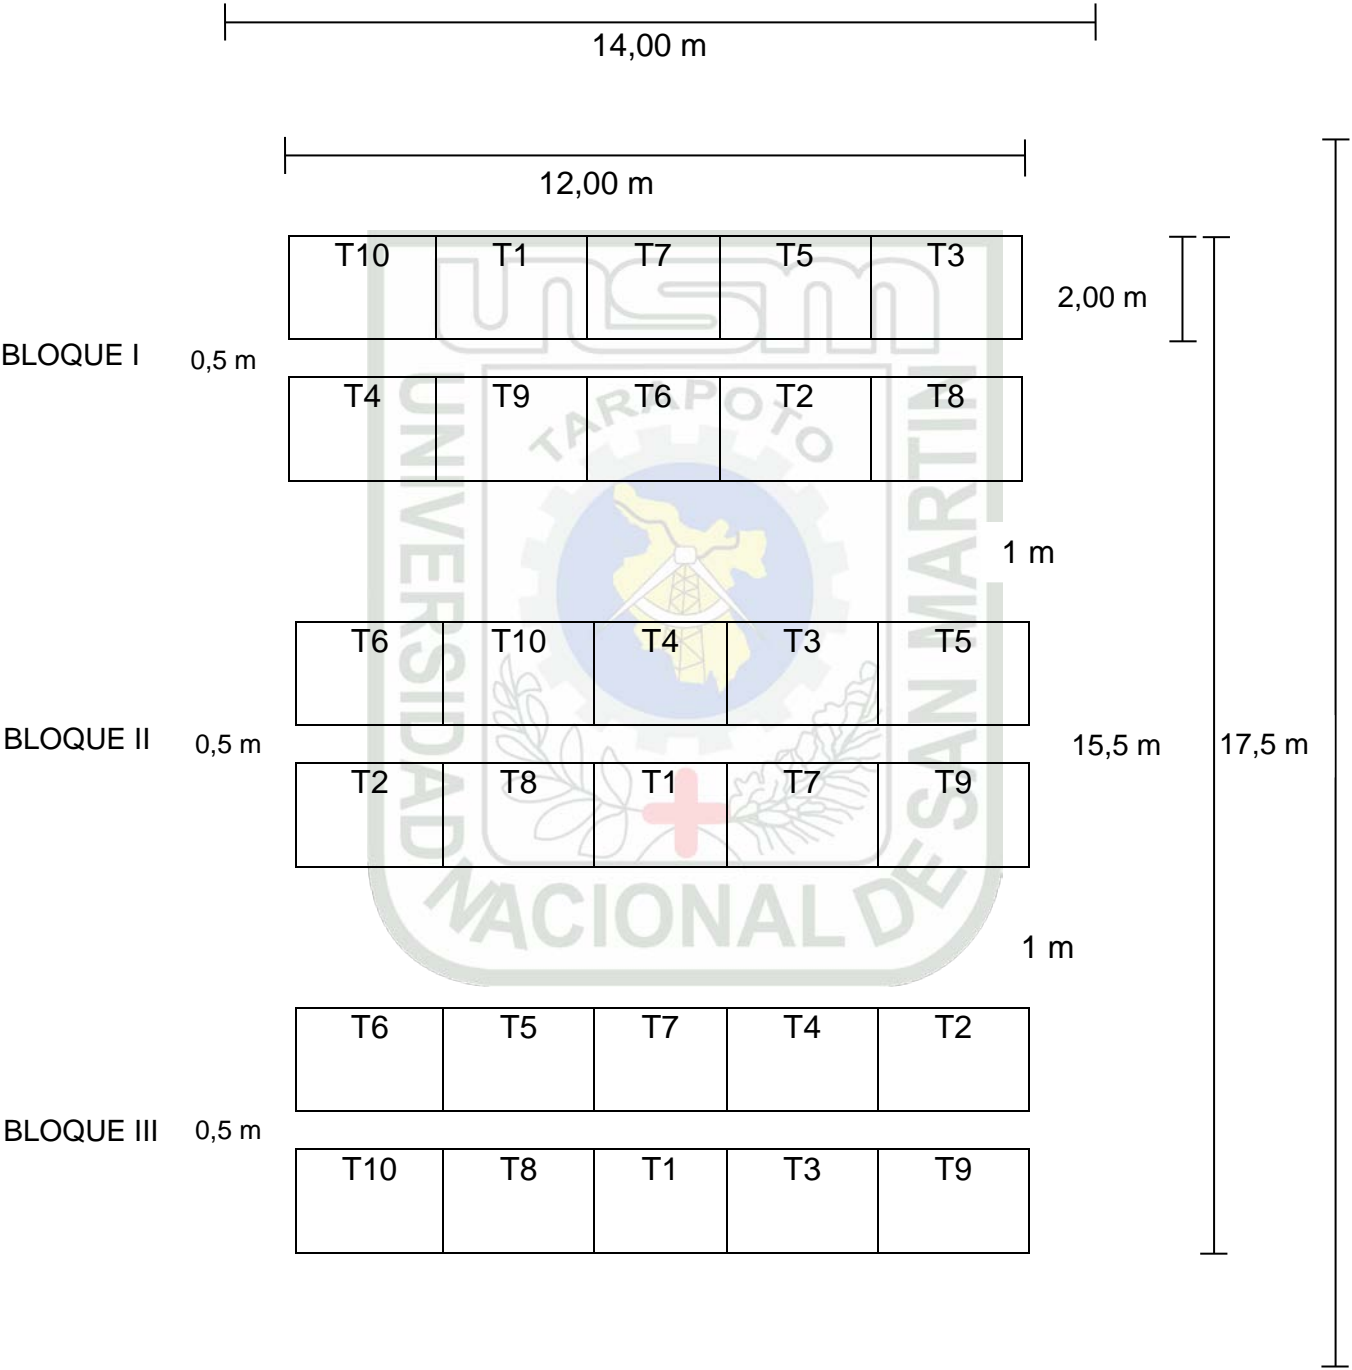 14,00 m
12,00 m
T10 T1 T7 T5 T3
2,00 m
BLOQUE I 0,5 m
T4 T9 T6 T2 T8
1 m
T6 T10 T4 T3 T5
BLOQUE II 0,5 m 15,5 m 17,5 m
T2 T8 T1 T7 T9
1 m
T6 T5 T7 T4 T2
BLOQUE III 0,5 m
T10 T8 T1 T3 T9
unsm
TARAPOTO
UNIVERSIDAD NACIONAL DE SAN MARTIN